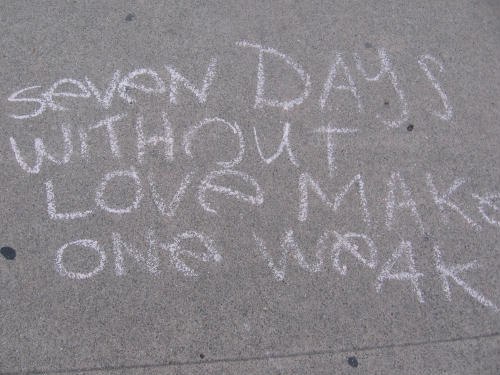 SeveN DAYS
WITHOUT
LOVe MAKe
ONe WeAK